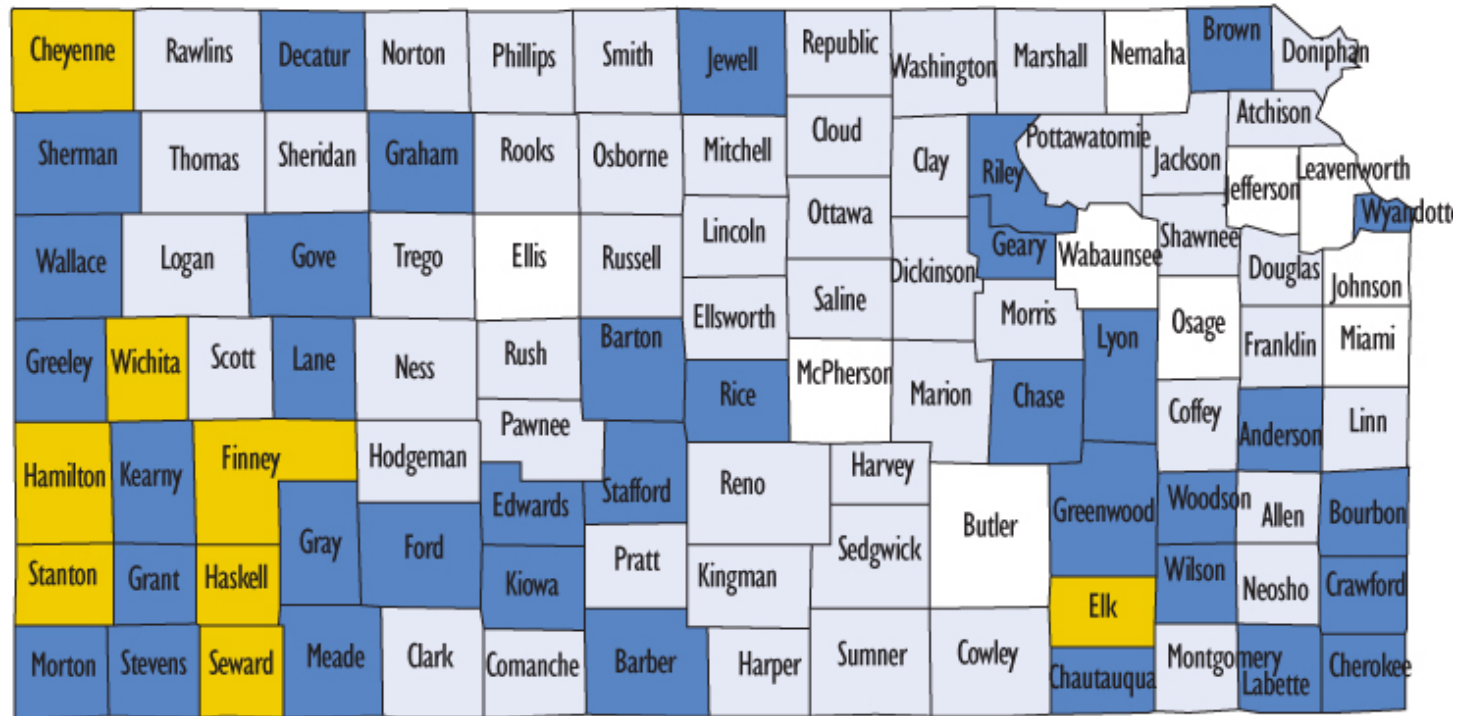 Cheyenne
Rawlins
Decatur
Norton
Phillips
Smith
Jewell
Republic
Washington
Marshall
Nemaha
Brown
Doniphan
Sherman
Thomas
Sheridan
Graham
Rooks
Osborne
Mitchell
Cloud
Clay
Riley
Pottawatomie
Jackson
Atchison
Jefferson
Leavenworth
Wyandott
Wallace
Logan
Gove
Trego
Ellis
Russell
Lincoln
Ottawa
Dickinson
Geary
Wabaunsee
Shawnee
Douglas
Johnson
Greeley
Wichita
Scott
Lane
Ness
Rush
Barton
Ellsworth
Saline
Morris
Lyon
Osage
Franklin
Miami
Rice
McPherson
Marion
Chase
Coffey
Anderson
Linn
Hamilton
Kearny
Finney
Hodgeman
Pawnee
Edwards
Stafford
Reno
Harvey
Butler
Greenwood
Woodson
Allen
Bourbon
Stanton
Grant
Haskell
Gray
Ford
Kiowa
Pratt
Kingman
Sedgwick
Elk
Wilson
Neosho
Crawford
Morton
Stevens
Seward
Meade
Clark
Comanche
Barber
Harper
Sumner
Cowley
Chautauqua
Montgomery
Labette
Cherokee